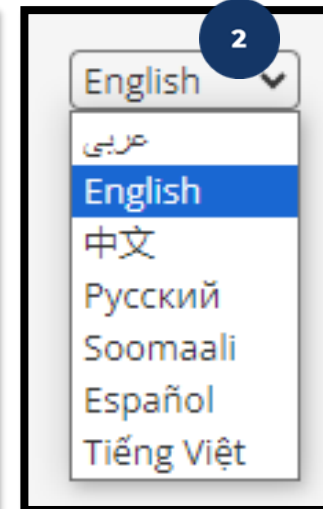 2
English
عربى
English
中文
Русский
Soomaali
Español
Tiếng Việt